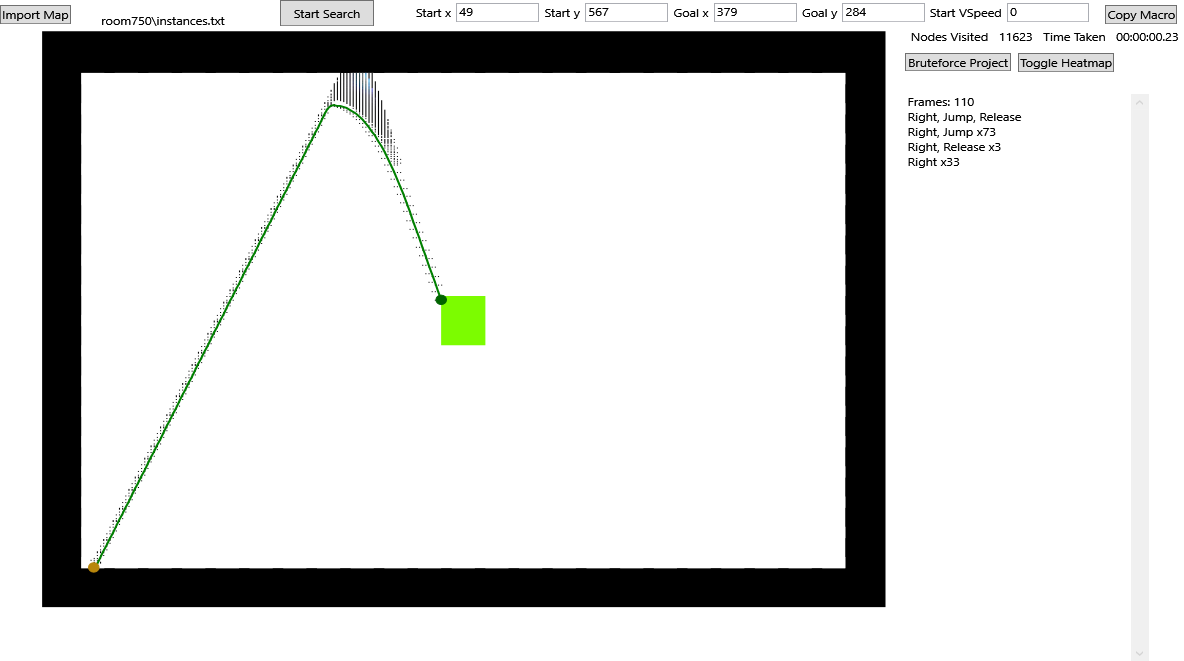 Import Map
room750\instances.txt
Start Search
Start x 49 Start y 567 Goal x 379 Goal y 284 Start VSpeed 0
Copy Macro
Nodes Visited 11623 Time Taken 00:00:00.23
Bruteforce Project Toggle Heatmap
Frames: 110
Right, Jump, Release
Right, Jump x73
Right, Release x3
Right x33